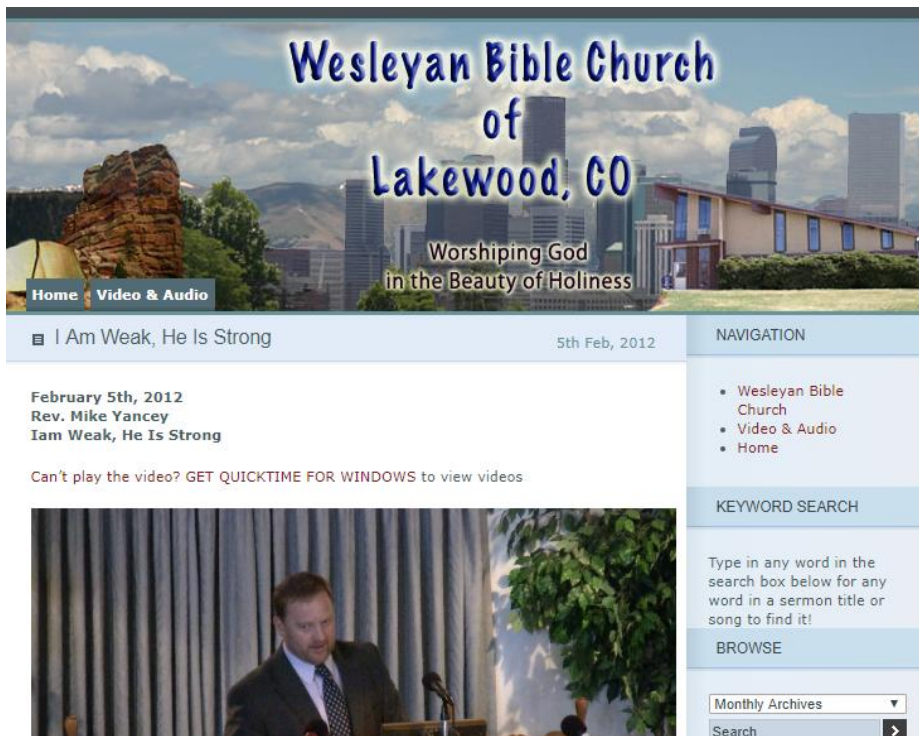 Wesleyan Bible Church
of
Lakewood, CO
Worshiping God
in the Beauty of Holiness
Home Video & Audio
I Am Weak, He Is Strong
5th Feb, 2012
February 5th, 2012
Rev. Mike Yancey
Iam Weak, He Is Strong
Can't play the video? GET QUICKTIME FOR WINDOWS to view videos
NAVIGATION
Wesleyan Bible
Church
Video & Audio
Home
KEYWORD SEARCH
Type in any word in the
search box below for any
word in a sermon title or
song to find it!
BROWSE
Monthly Archives
Search